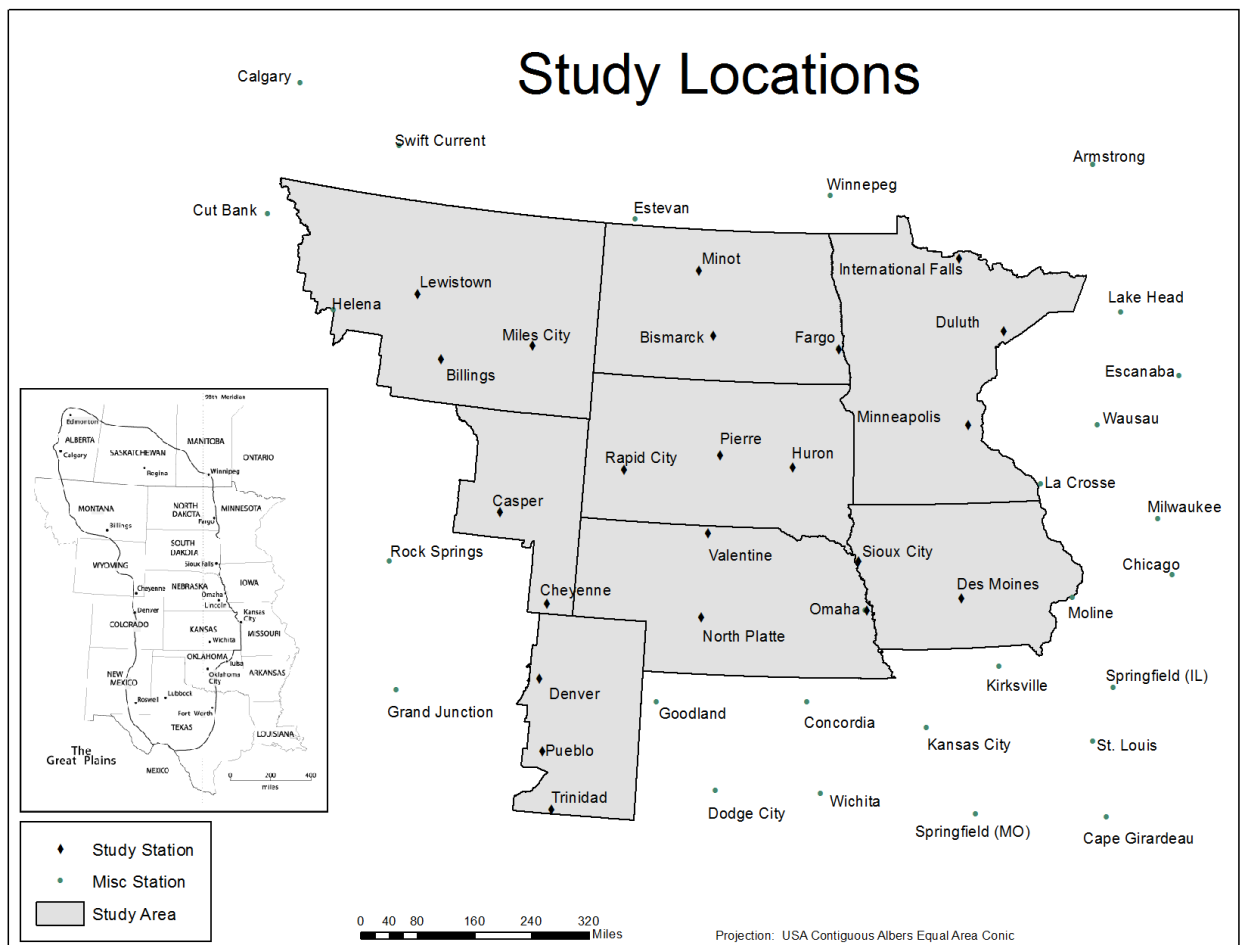 Study Locations
Calgary
Swift Current
Armstrong
Winnepeg
Cut Bank
Estevan
Minot
International Falls
Lewistown
Helena
Lake Head
Miles City
Bismarck
Fargo
Duluth
Billings
Escanaba
Minneapolis
Wausau
Pierre
Huron
Rapid City
La Crosse
Casper
Milwaukee
Rock Springs
Valentine
Sioux City
Chicago
Cheyenne
Des Moines
Omaha
Moline
North Platte
Kirksville
Springfield (IL)
Denver
Grand Junction
Goodland
Concordia
Kansas City
St. Louis
Pueblo
Trinidad
Dodge City
Wichita
Springfield (MO)
Cape Girardeau
98th Meridian
Edmonton
ALBERTA
MANITOBA
SASKATCHEWAN
Calgary
ONTARIO
Regina
Winnipeg
MONTANA
NORTH
DAKOTA
MINNESOTA
Fargo
Billings
SOUTH
DAKOTA
WYOMING
Sioux Falls
NEBRASKA
IOWA
Cheyenne
Omaha
Lincoln
Denver
Kansas
City
COLORADO
KANSAS
MISSOURI
Wichita
OKLAHOMA
Tulsa
NEW
MEXICO
Oklahoma
City
ARKANSAS
Lubbock
Roswell
Fort Worth
TEXAS
LOUISIANA
The
Great Plains
MEXICO
0 200 400
miles
Study Station
Misc Station
Study Area
0 40 80 160 240 320
Miles
Projection: USA Contiguous Albers Equal Area Conic